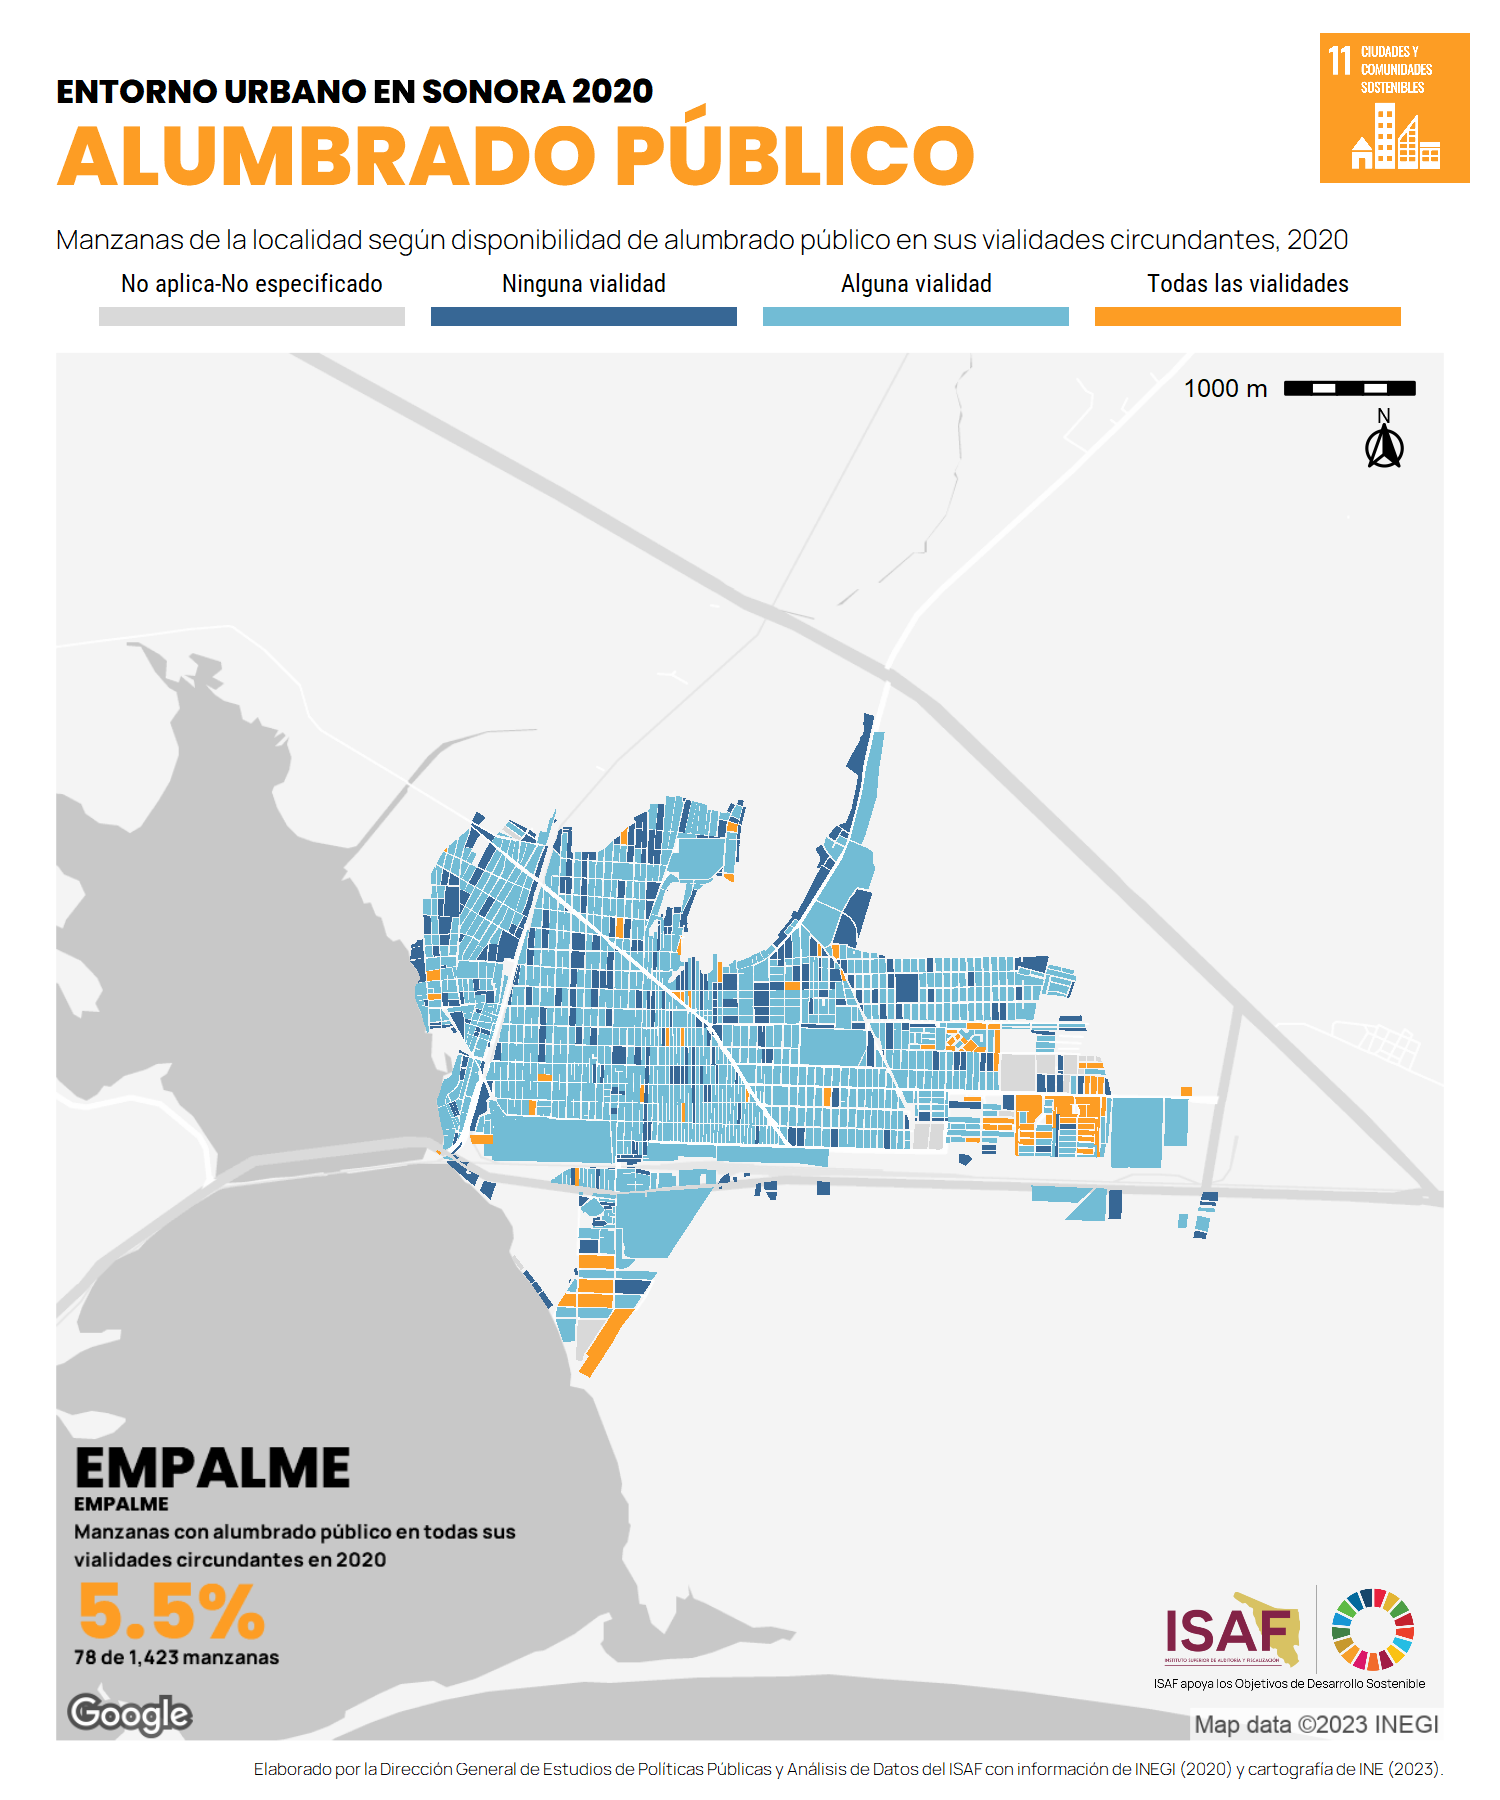 11 CIUDADES Y
COMUNIDADES
SOSTENIBLES
ENTORNO URBANO EN SONORA 2020
ALUMBRADO PÚBLICO
Manzanas de la localidad según disponibilidad de alumbrado público en sus vialidades circundantes, 2020
No aplica-No especificado
Ninguna vialidad
Alguna vialidad
Todas las vialidades
1000 m
N
EMPALME
EMPALME
Manzanas con alumbrado público en todas sus
vialidades circundantes en 2020
5.5%
78 de 1,423 manzanas
Google
ISAF
INSTITUTO SUPERIOR DE AUDITORÍA Y FISCALIZACIÓN
ISAF apoya los Objetivos de Desarrollo Sostenible
Map data ©2023 INEGI
Elaborado por la Dirección General de Estudios de Políticas Públicas y Análisis de Datos del ISAF con información de INEGI (2020) y cartografía de INE (2023).